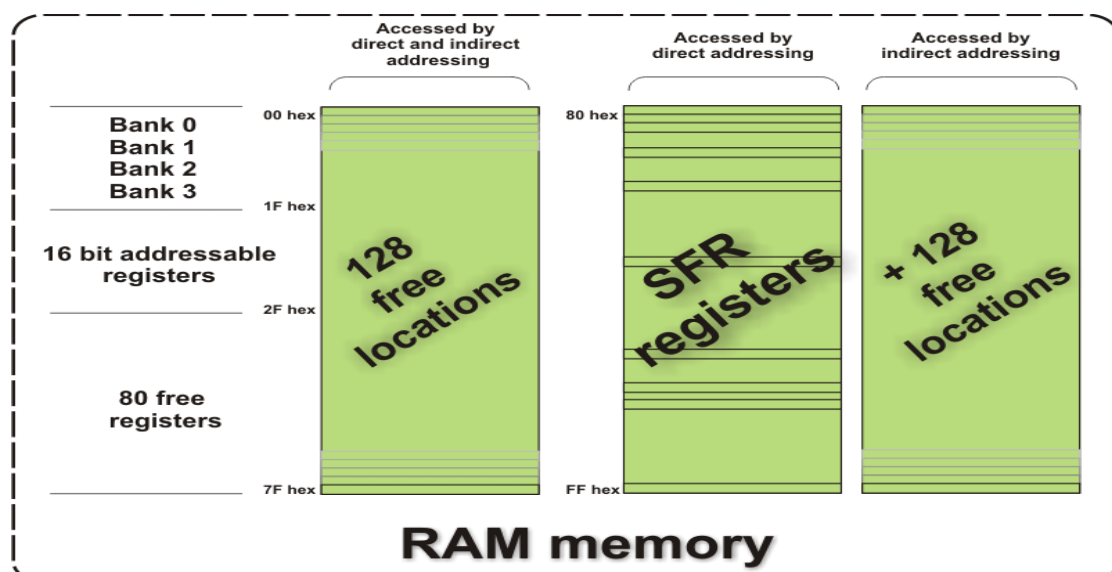 Accessed by
direct and indirect
addressing
Accessed by
direct addressing
Accessed by
indirect addressing
00 hex
80 hex
Bank 0
Bank 1
Bank 2
Bank 3
1F hex
16 bit addressable
registers
2F hex
80 free
registers
7F hex
128
free
locations
SFR
registers
+ 128
free
locations
FF hex
RAM memory